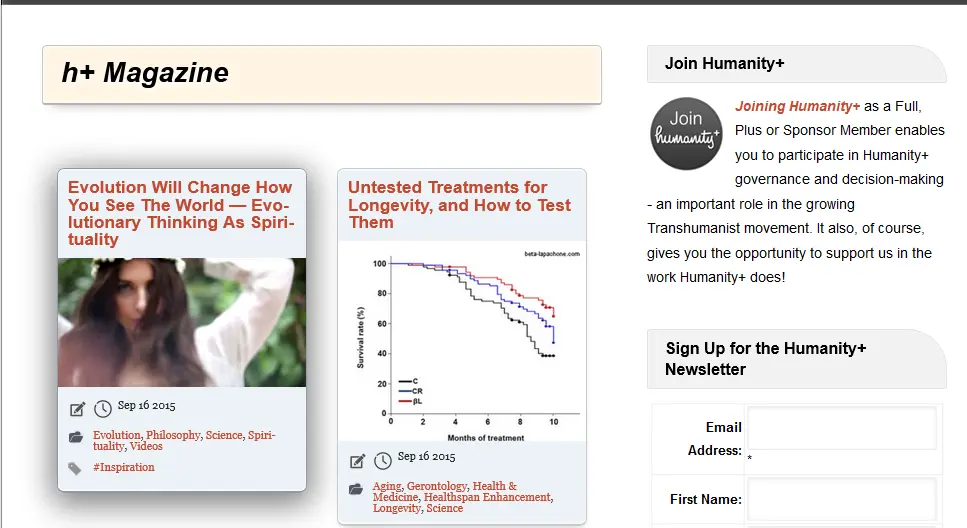 h+ Magazine
Evolution Will Change How
You See The World — Evo-
lutionary Thinking As Spiri-
tuality
Sep 16 2015
Evolution, Philosophy, Science, Spiri-
tuality, Videos
#Inspiration
Untested Treatments for
Longevity, and How to Test
Them
beta-lapachone.com
100
80
60
40
20
0
Survival rate (%)
C
CR
βL
0 2 4 6 8 10
Months of treatment
Sep 16 2015
Aging, Gerontology, Health &
Medicine, Healthspan Enhancement,
Longevity, Science
Join Humanity+
Join
humanity+
Joining Humanity+ as a Full,
Plus or Sponsor Member enables
you to participate in Humanity+
governance and decision-making
- an important role in the growing
Transhumanist movement. It also, of course,
gives you the opportunity to support us in the
work Humanity+ does!
Sign Up for the Humanity+
Newsletter
Email
Address:
*
First Name: